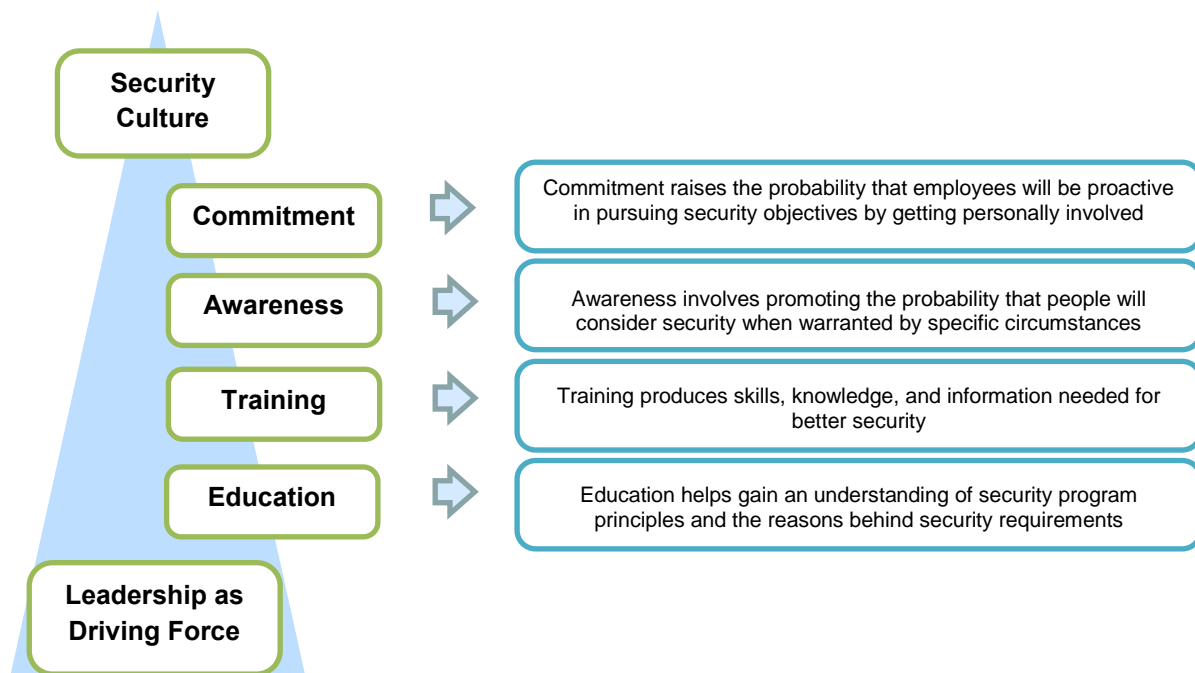 Security
Culture
Commitment
Commitment raises the probability that employees will be proactive
in pursuing security objectives by getting personally involved
Awareness
Awareness involves promoting the probability that people will
consider security when warranted by specific circumstances
Training
Training produces skills, knowledge, and information needed for
better security
Education
Education helps gain an understanding of security program
principles and the reasons behind security requirements
Leadership as
Driving Force